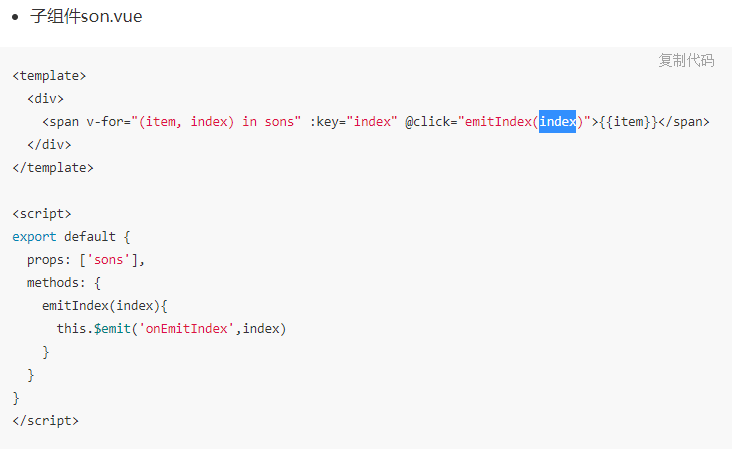 子组件son.vue
复制代码
<template>
  <div>
    <span v-for="(item, index) in sons" :key="index" @click="emitIndex(index)">{{item}}</span>
  </div>
</template>

<script>
export default {
  props: ['sons'],
  methods: {
    emitIndex(index){
      this.$emit('onEmitIndex',index)
    }
  }
}
</script>